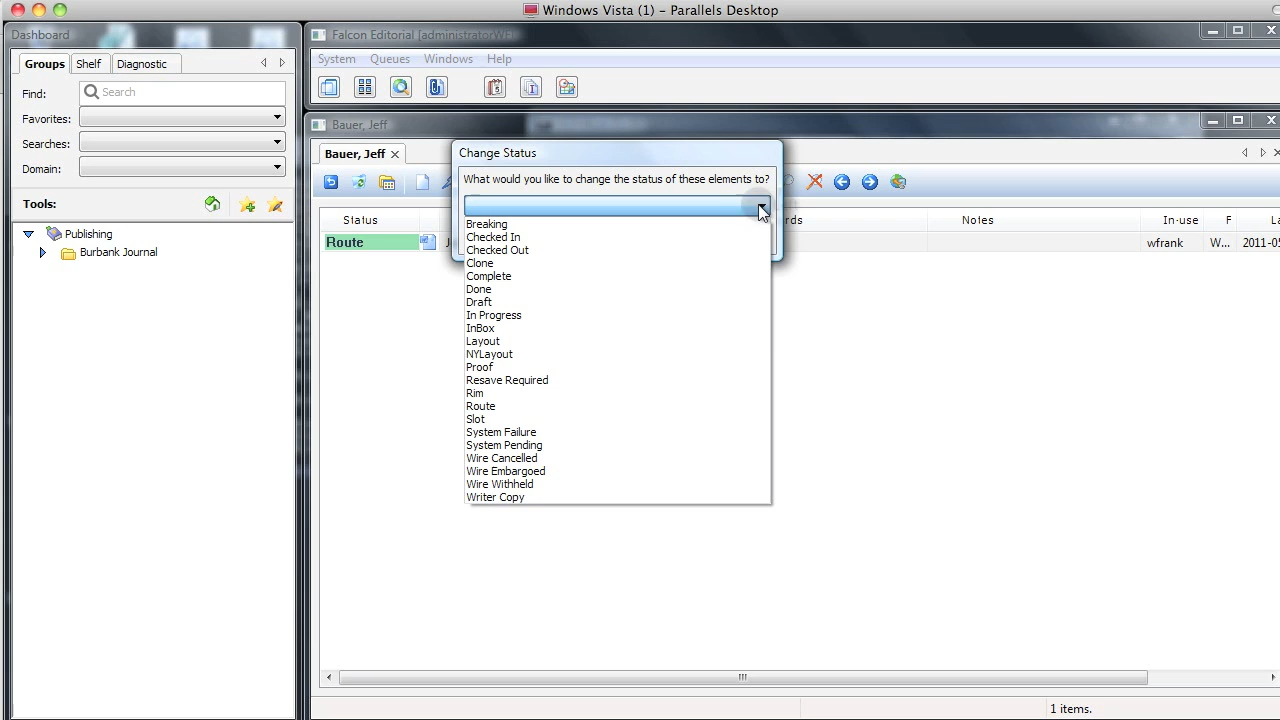 Windows Vista (1) - Parallels Desktop
Dashboard
Groups
Shelf
Diagnostic
Find:
Search
Favorites:
Searches:
Domain:
Tools:
Publishing
Burbank Journal
Falcon Editorial
System Queues Windows Help
Bauer, Jeff
Bauer, Jeff
Status
Notes
In-use
F
Route
wfrank
W...
2011-05
Change Status
What would you like to change the status of these elements to?
Breaking
Checked In
Checked Out
Clone
Complete
Done
Draft
In Progress
InBox
Layout
NYLayout
Proof
Resave Required
Rim
Route
Slot
System Failure
System Pending
Wire Cancelled
Wire Embargoed
Wire Withheld
Writer Copy
1 items.